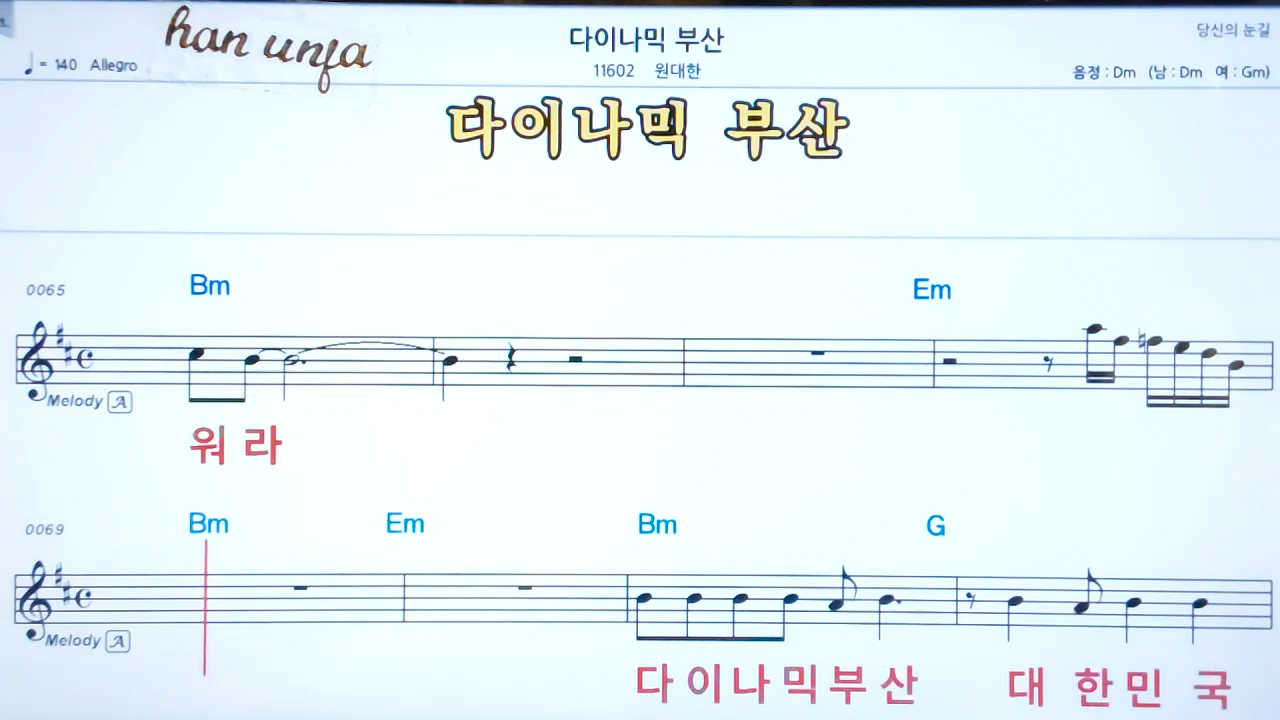 han unfa
다이나믹 부산
당신의 눈길
♩ = 140 Allegro
11602 원대한
음정 : Dm (남 : Dm 여 : Gm)
다이나믹 부산
0065 Bm Em
Melody A
워 라
0069 Bm Em Bm G
Melody A
다 이 나 믹 부 산 대 한 민 국